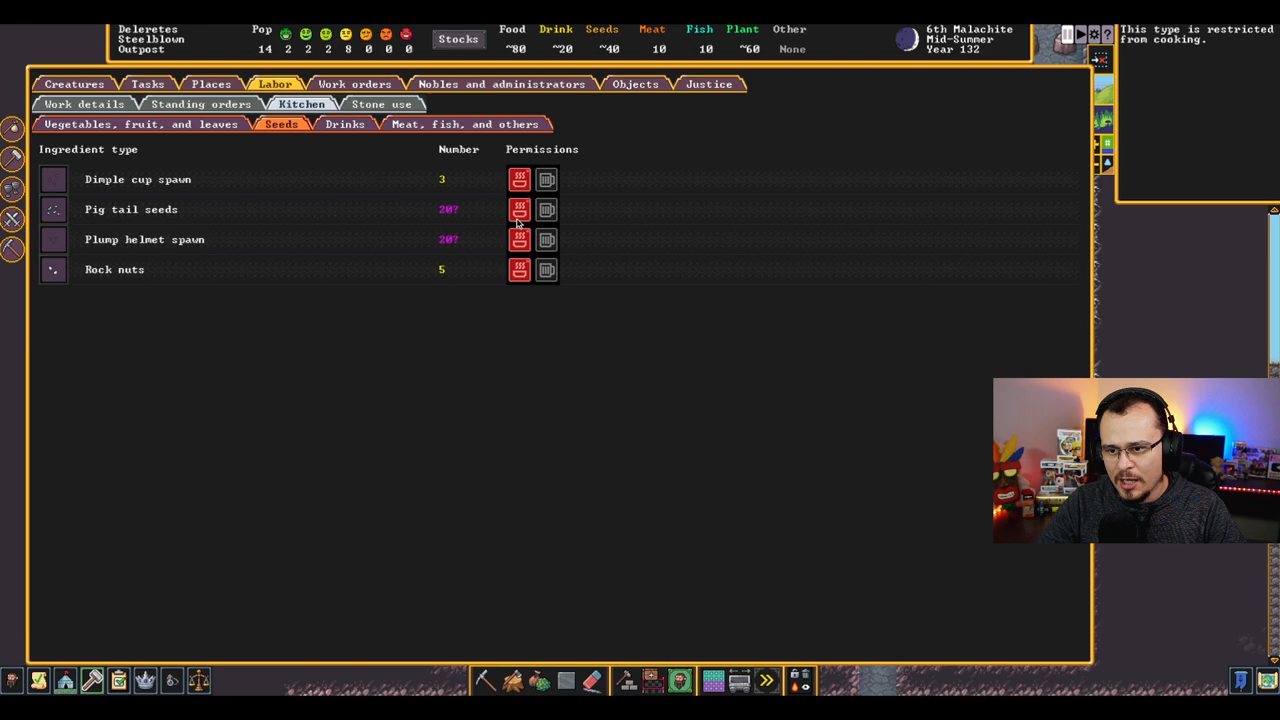 Deleretes
Steelblown
Outpost
Pop
14 2 2 2 8 0 0 0
Stocks
Food Drink Seeds Meat Fish Plant Other
~80 ~20 ~40 10 10 ~60 None
6th Malachite
Mid-Summer
Year 132
This type is restricted
from cooking.
Creatures Tasks Places Labor Work orders Nobles and administrators Objects Justice
Work details Standing orders Kitchen Stone use
Vegetables, fruit, and leaves Seeds Drinks Meat, fish, and others
Ingredient type Number Permissions
Dimple cup spawn 3
Pig tail seeds 20?
Plump helmet spawn 20?
Rock nuts 5